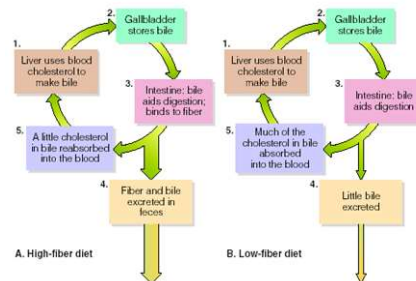 2.
Gallbladder
stores bile
1.
Liver uses blood
cholesterol to
make bile
3.
Intestine; bile
aids digestion;
binds to fiber
5.
A little cholesterol
in bile reabsorbed
into the blood
4.
Fiber and bile
excreted in
feces
A. High-fiber diet
2.
Gallbladder
stores bile
1.
Liver uses blood
cholesterol to
make bile
3.
Intestine; bile
aids digestion
5.
Much of the
cholesterol in bile
absorbed
into the blood
4.
Little bile
excreted
B. Low-fiber diet